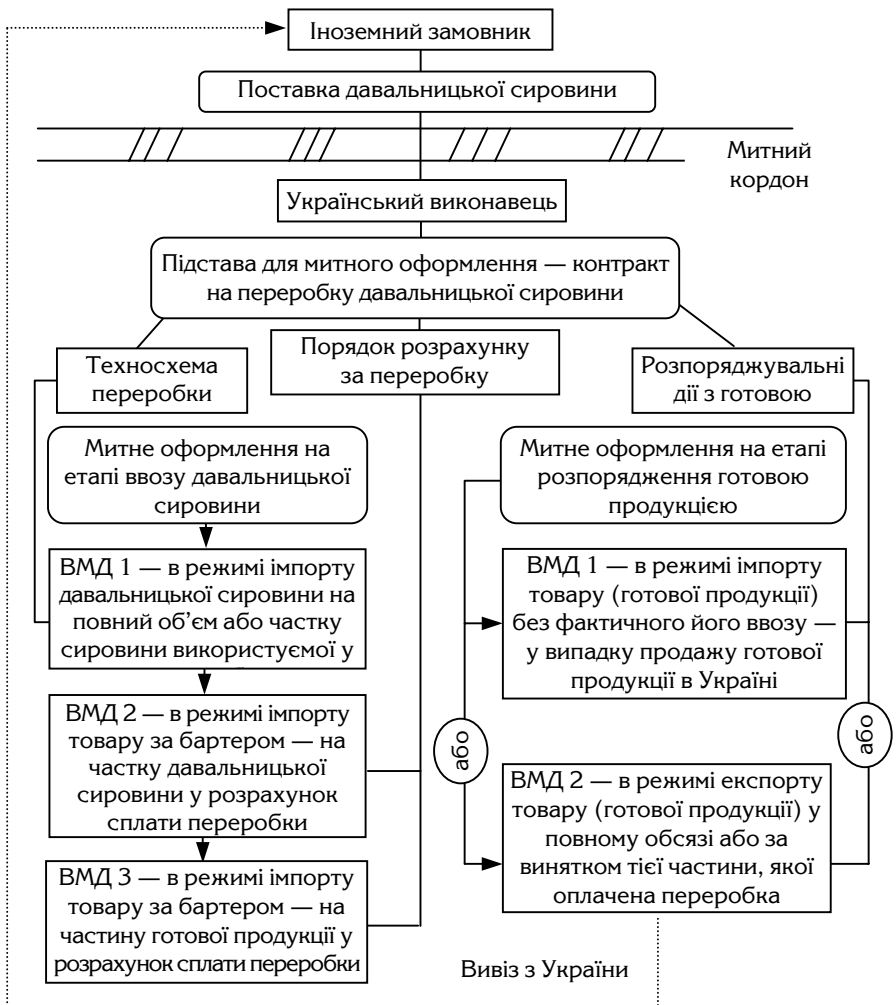 Іноземний замовник
Поставка давальницької сировини
Митний
кордон
Український виконавець
Підстава для митного оформлення — контракт
на переробку давальницької сировини
Техносхема
переробки
Порядок розрахунку
за переробку
Розпоряджувальні
дії з готовою
Митне оформлення на
етапі ввозу давальницької
сировини
ВМД 1 — в режимі імпорту
давальницької сировини на
повний об’єм або частку
сировини використуємої у
ВМД 2 — в режимі імпорту
товару за бартером — на
частку давальницької
сировини у розрахунок
сплати переробки
ВМД 3 — в режимі імпорту
товару за бартером — на
частину готової продукції у
розрахунок сплати переробки
Митне оформлення на етапі
розпорядження готовою
продукцією
ВМД 1 — в режимі імпорту
товару (готової продукції)
без фактичного його ввозу —
у випадку продажу готової
продукції в Україні
або
або
ВМД 2 — в режимі експорту
товару (готової продукції) у
повному обсязі або за
винятком тієї частини, якої
оплачена переробка
Вивіз з України